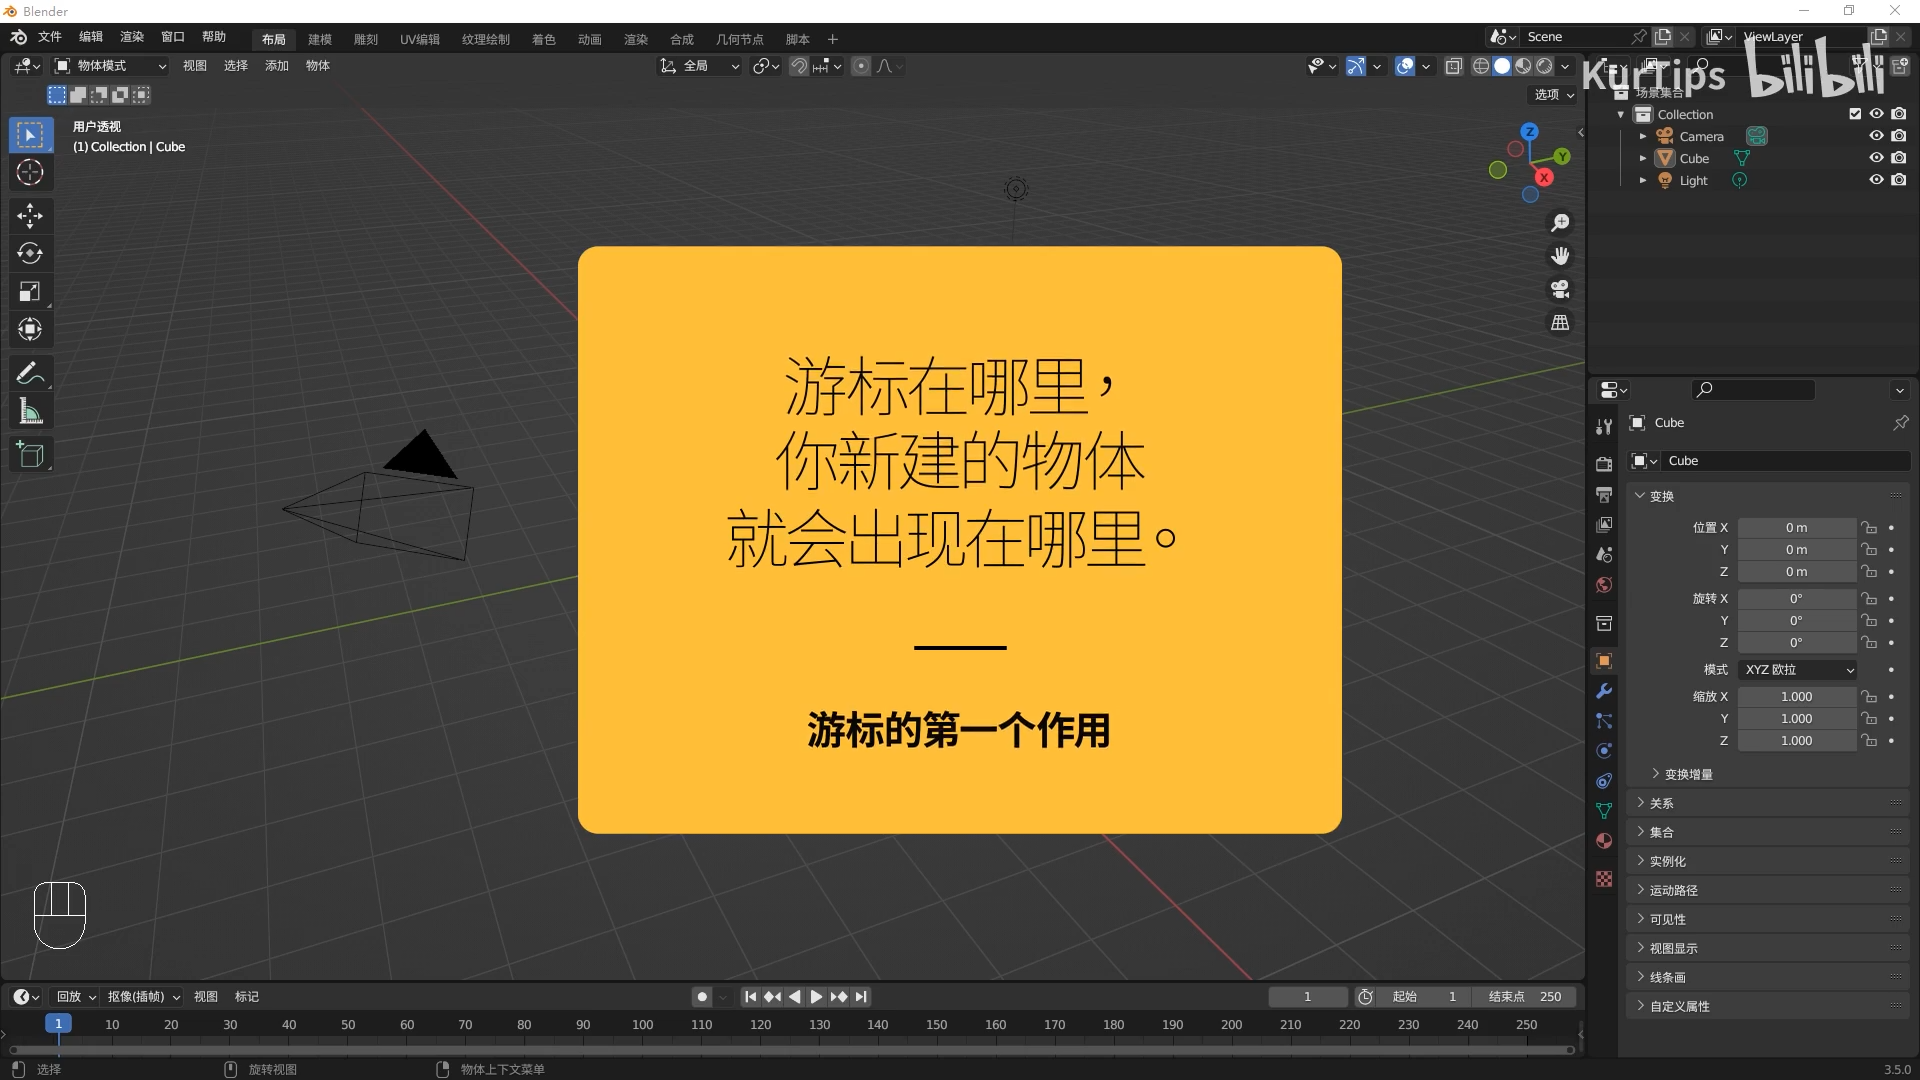 Blender
文件 编辑 渲染 窗口 帮助 布局 建模 雕刻 UV编辑 纹理绘制 着色 动画 渲染 合成 几何节点 脚本 + Scene ViewLayer
物体模式 视图 选择 添加 物体 全局
KurTips bilibili
选项
场景集合
用户透视
(1) Collection | Cube
Collection
Camera
Cube
Light
Z
Y
X
游标在哪里，
你新建的物体
就会出现在哪里。
游标的第一个作用
Cube
Cube
变换
位置 X 0 m
Y 0 m
Z 0 m
旋转 X 0°
Y 0°
Z 0°
模式 XYZ 欧拉
缩放 X 1.000
Y 1.000
Z 1.000
变换增量
关系
集合
实例化
运动路径
可见性
视图显示
线条画
自定义属性
回放 抠像(插帧) 视图 标记 1 起始 1 结束点 250
1 10 20 30 40 50 60 70 80 90 100 110 120 130 140 150 160 170 180 190 200 210 220 230 240 250
选择 旋转视图 物体上下文菜单 3.5.0